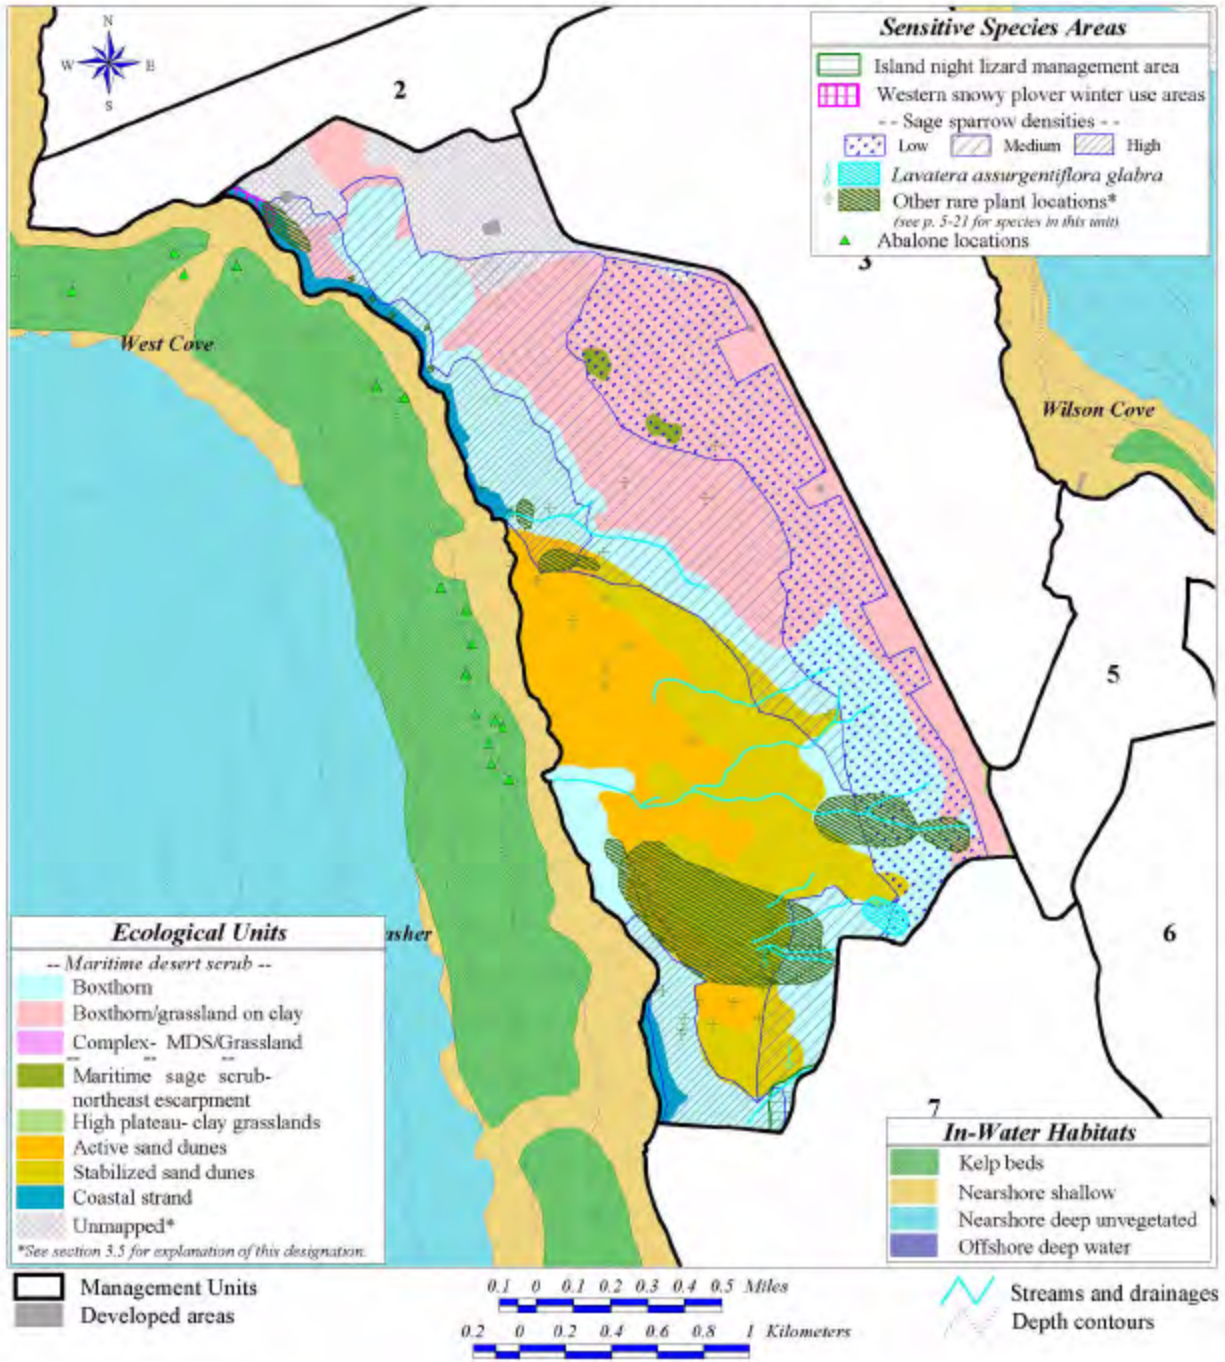 N
W E
S
2
Sensitive Species Areas
Island night lizard management area
Western snowy plover winter use areas
- - Sage sparrow densities - -
Low Medium High
Lavatera assurgentiflora glabra
Other rare plant locations*
(see p. 5-21 for species in this unit)
Abalone locations
3
West Cove
Wilson Cove
5
6
7
Ecological Units
-- Maritime desert scrub --
Boxthorn
Boxthorn/grassland on clay
Complex- MDS/Grassland
-- -- --
Maritime sage scrub-
northeast escarpment
High plateau- clay grasslands
Active sand dunes
Stabilized sand dunes
Coastal strand
Unmapped*
*See section 3.5 for explanation of this designation.
asher
In-Water Habitats
Kelp beds
Nearshore shallow
Nearshore deep unvegetated
Offshore deep water
Management Units
Developed areas
0.1 0 0.1 0.2 0.3 0.4 0.5 Miles
0.2 0 0.2 0.4 0.6 0.8 1 Kilometers
Streams and drainages
Depth contours